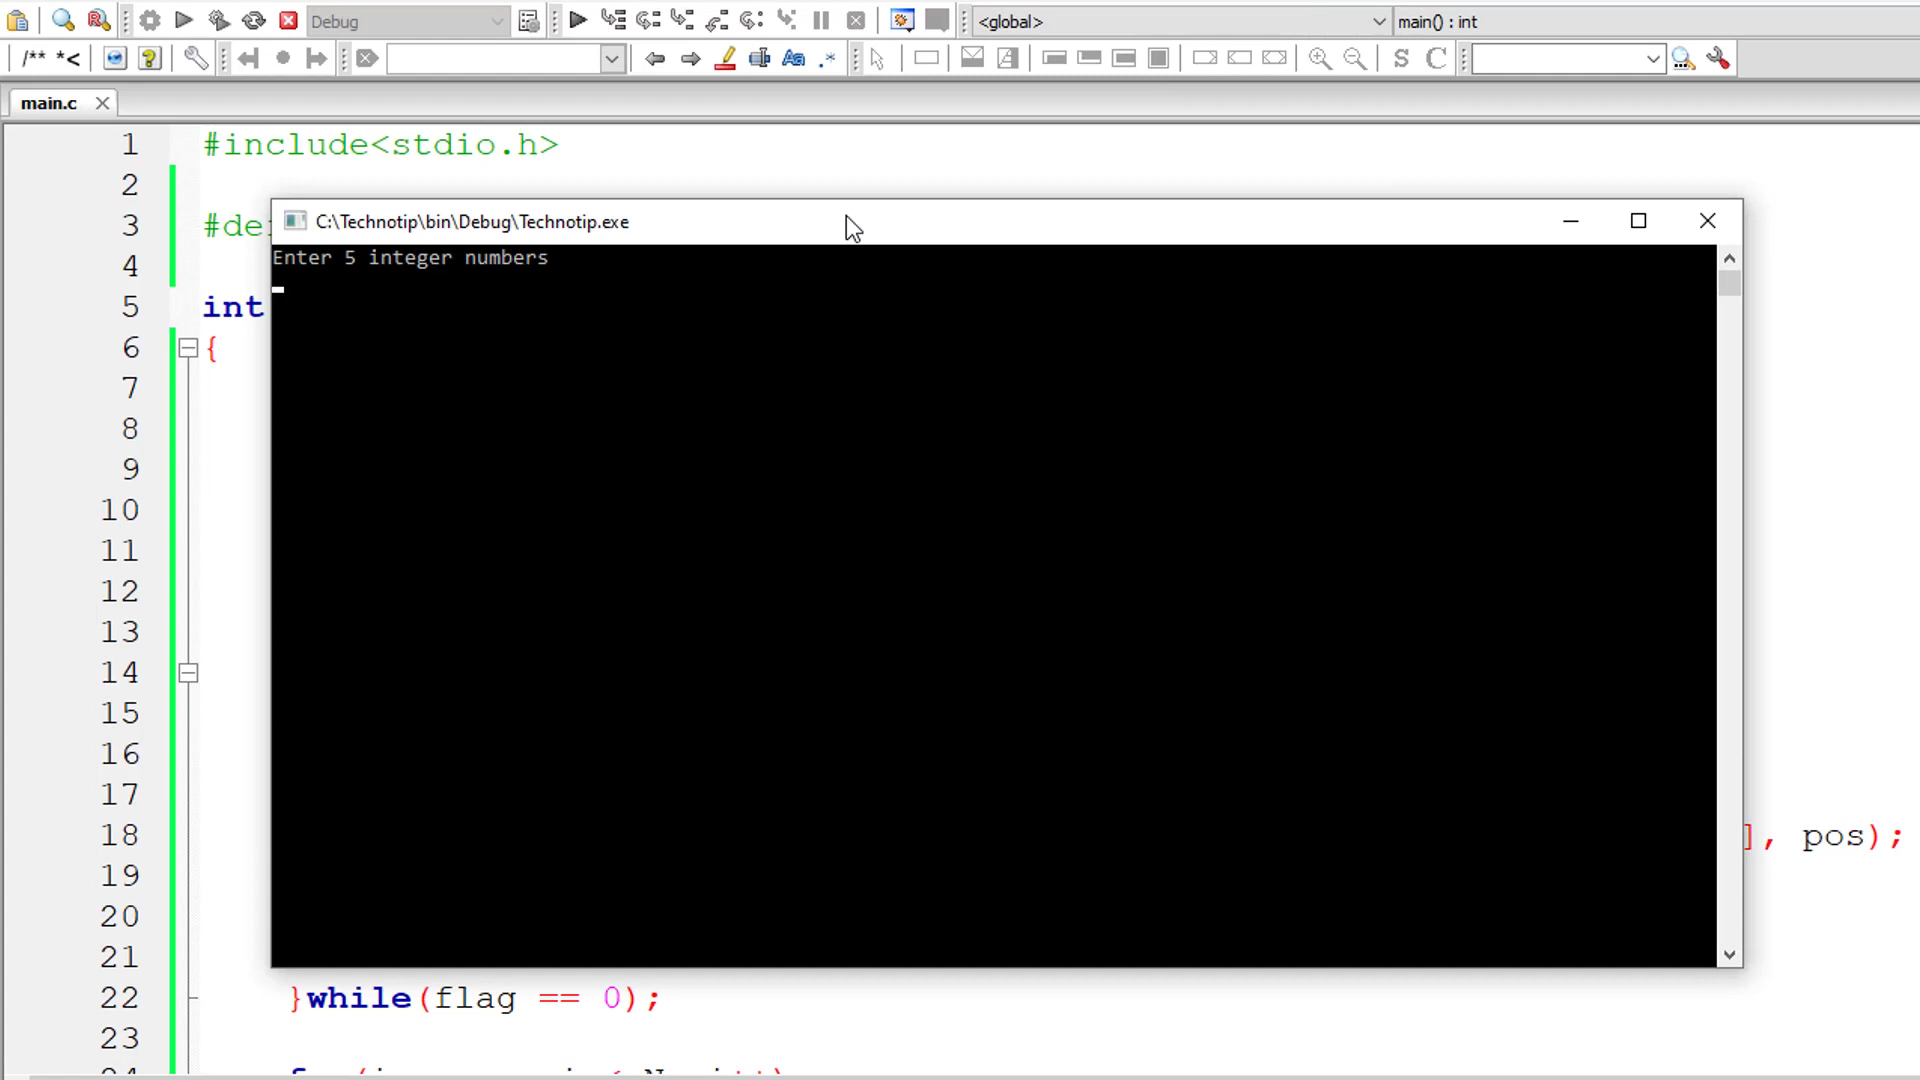 Debug
<global>
main() : int
/** *<
Aa
.*
S C
main.c
1 #include<stdio.h>
2
C:\Technotip\bin\Debug\Technotip.exe
3 #de
Enter 5 integer numbers
4
5 int
6 {
7
8
9
10
11
12
13
14
15
16
17
18 ], pos);
19
20
21
22 }while(flag == 0);
23